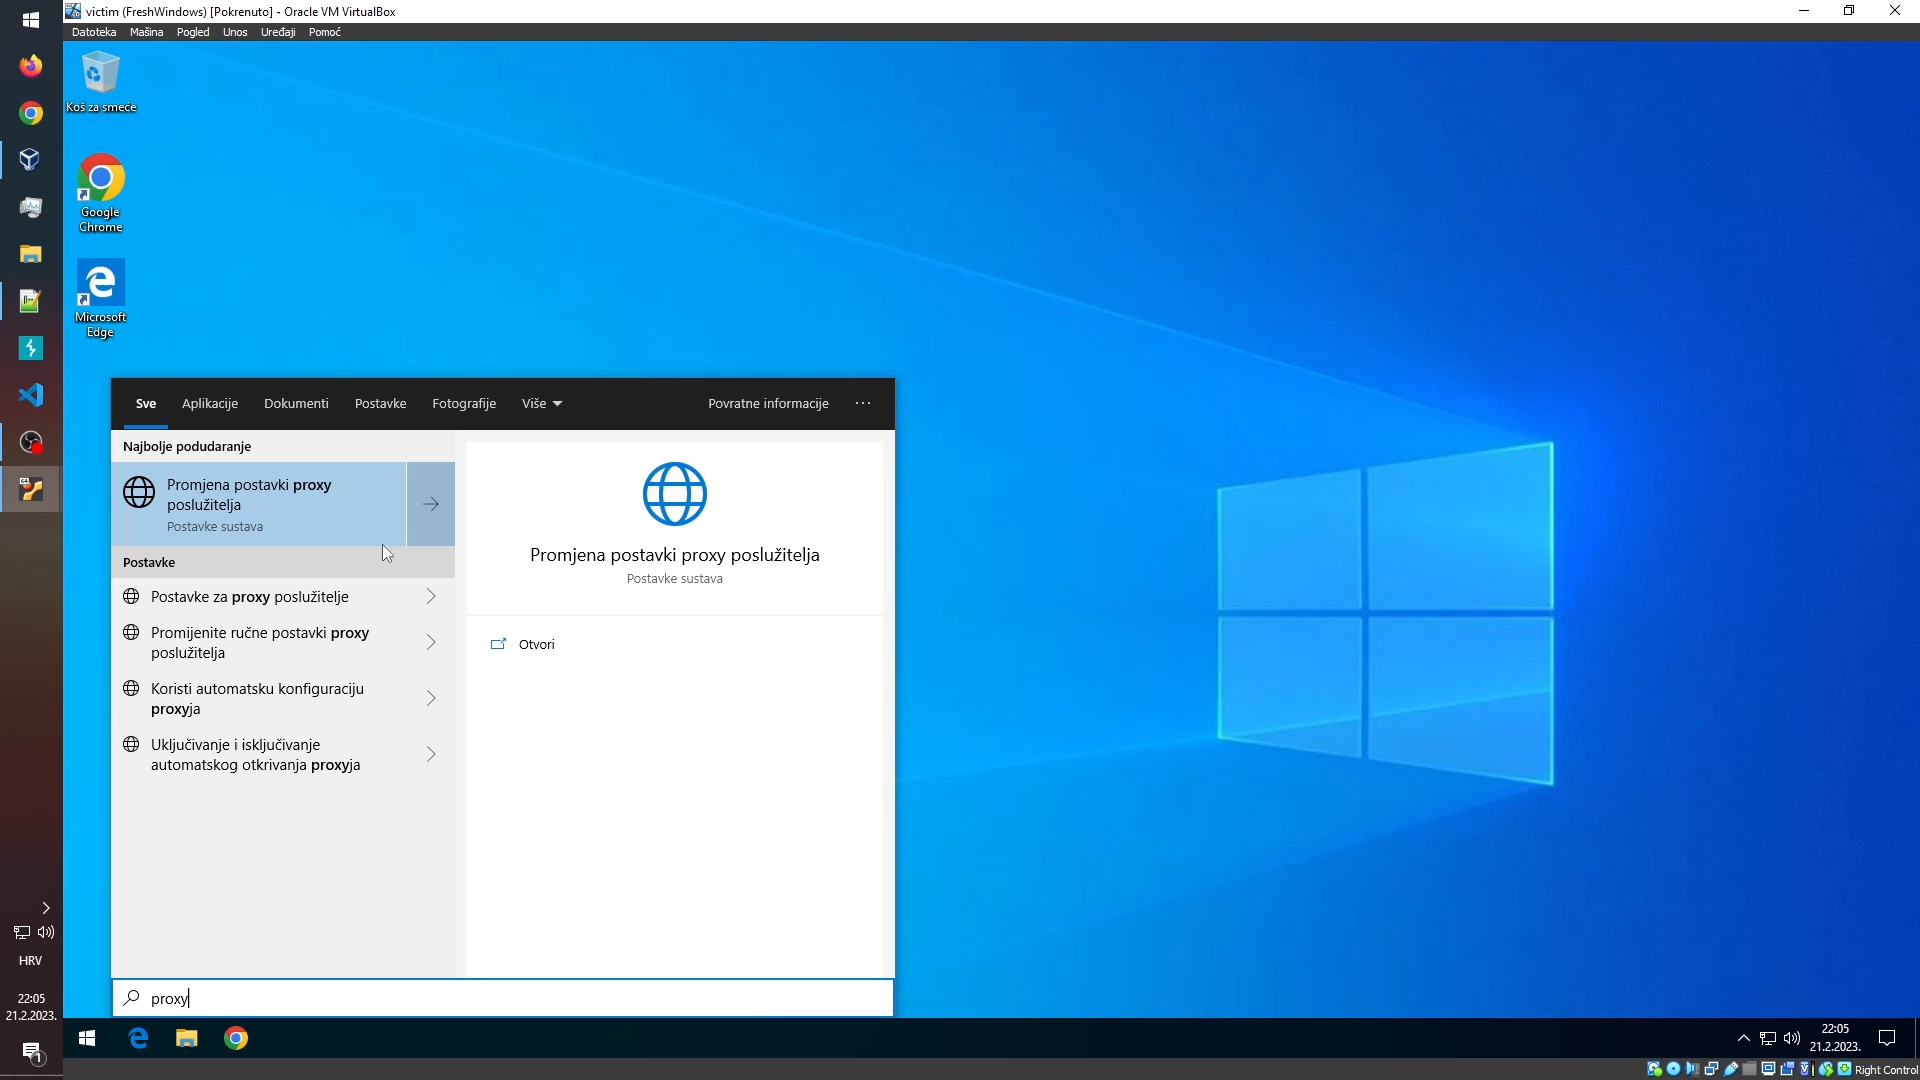 victim (FreshWindows) [Pokrenuto] - Oracle VM VirtualBox
Datoteka Mašina Pogled Unos Uređaji Pomoć
Koš za smeće
Google
Chrome
Microsoft
Edge
Sve Aplikacije Dokumenti Postavke Fotografije Više Povratne informacije ···
Najbolje podudaranje
Promjena postavki proxy
poslužitelja
Postavke sustava
Postavke
Postavke za proxy poslužitelje
Promijenite ručne postavki proxy
poslužitelja
Koristi automatsku konfiguraciju
proxyja
Uključivanje i isključivanje
automatskog otkrivanja proxyja
Promjena postavki proxy poslužitelja
Postavke sustava
Otvori
proxy
HRV
22:05
21.2.2023.
1
22:05
21.2.2023.
Right Control